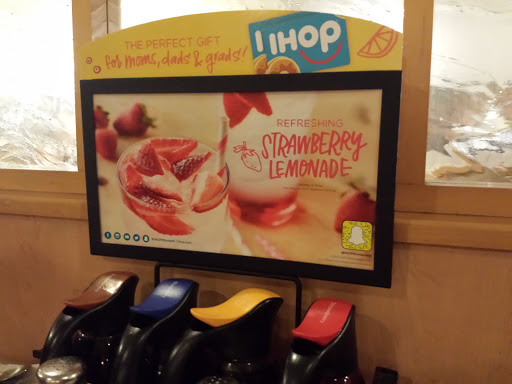 THE PERFECT GIFT
for moms, dads & grads!!
I IHOP
REFRESHING
STRAWBERRY
LEMONADE